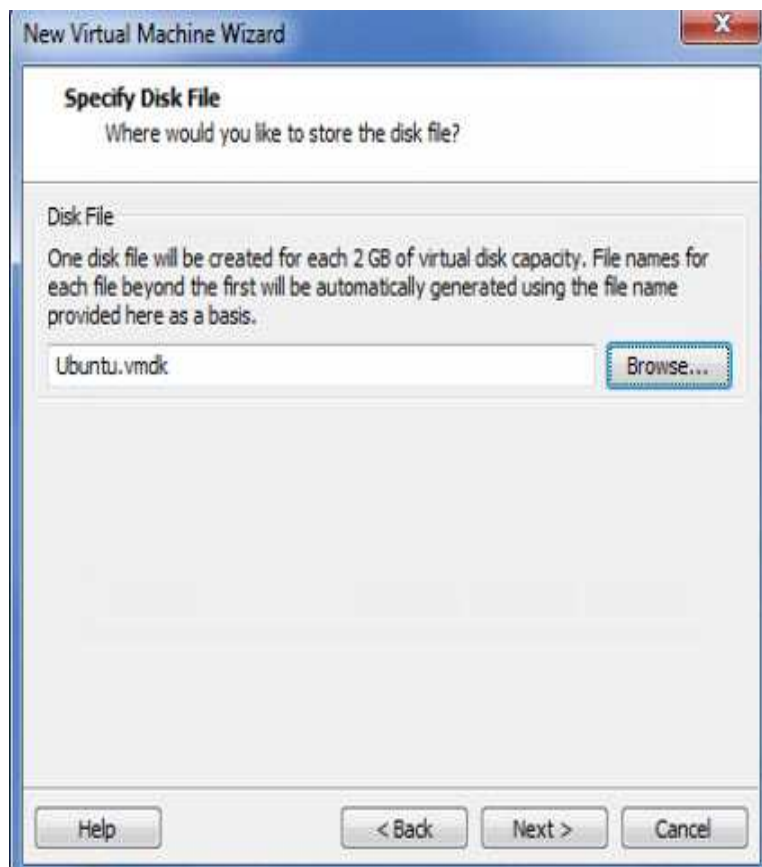 New Virtual Machine Wizard
X
Specify Disk File
Where would you like to store the disk file?
Disk File
One disk file will be created for each 2 GB of virtual disk capacity. File names for
each file beyond the first will be automatically generated using the file name
provided here as a basis.
Ubuntu.vmdk
Browse...
Help
< Back
Next >
Cancel